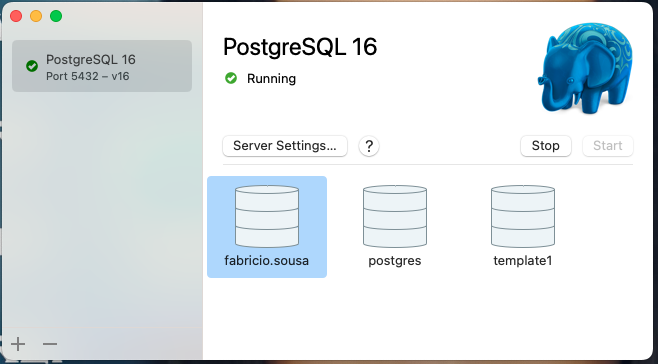 PostgreSQL 16
Port 5432 – v16
PostgreSQL 16
Running
Server Settings...
?
Stop
Start
fabricio.sousa
postgres
template1